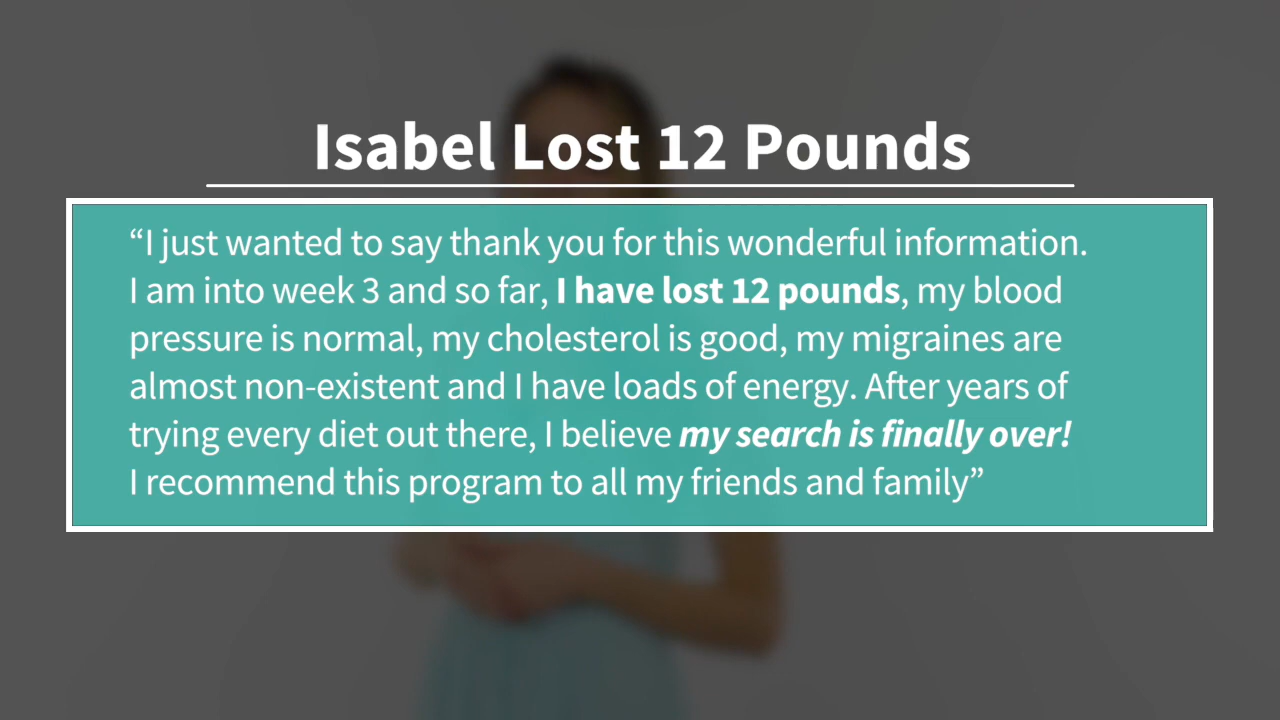 Isabel Lost 12 Pounds
“I just wanted to say thank you for this wonderful information.
I am into week 3 and so far, I have lost 12 pounds, my blood
pressure is normal, my cholesterol is good, my migraines are
almost non-existent and I have loads of energy. After years of
trying every diet out there, I believe my search is finally over!
I recommend this program to all my friends and family”